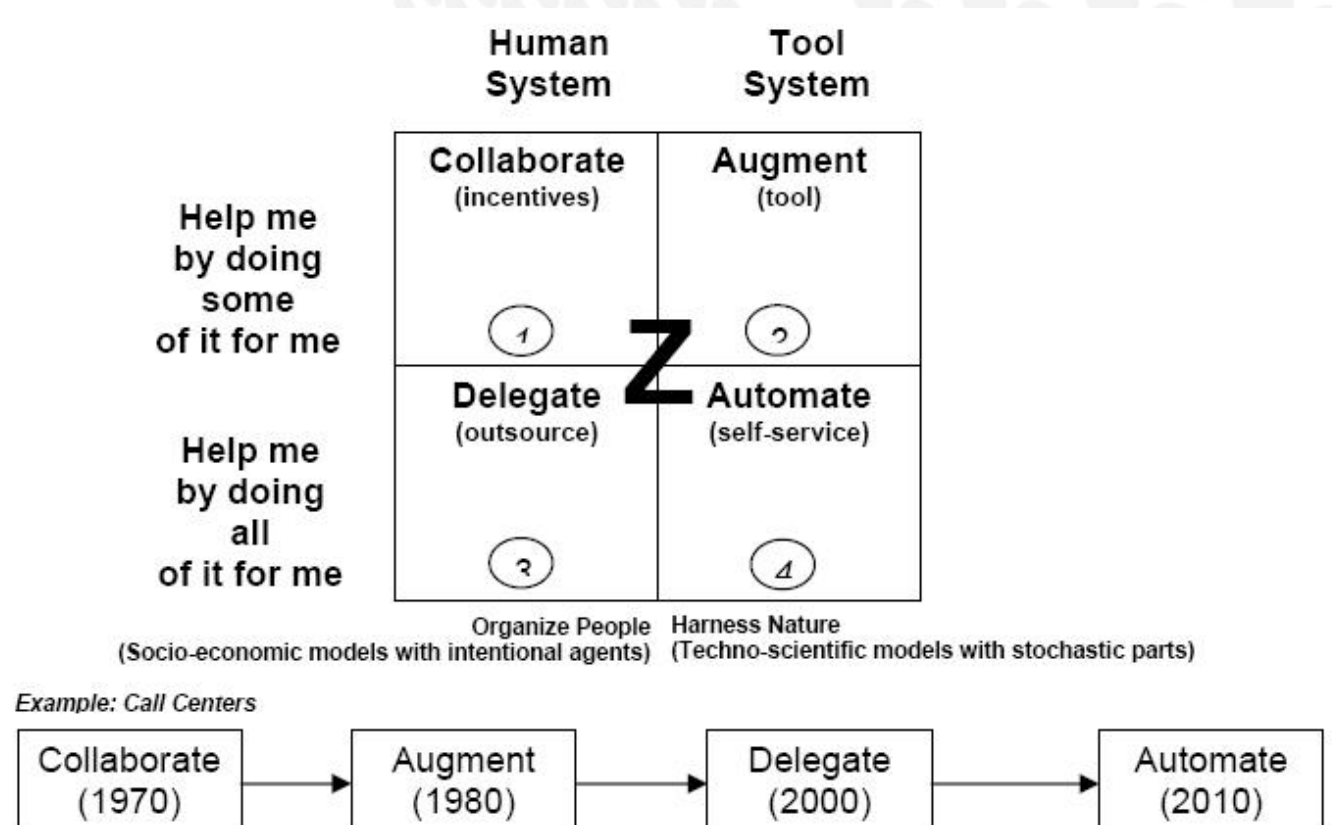 Human
System
Tool
System
Help me
by doing
some
of it for me
Collaborate
(incentives)
1
Augment
(tool)
2
Z
Help me
by doing
all
of it for me
Delegate
(outsource)
3
Automate
(self-service)
4
Organize People
(Socio-economic models with intentional agents)
Harness Nature
(Techno-scientific models with stochastic parts)
Example: Call Centers
Collaborate
(1970)
Augment
(1980)
Delegate
(2000)
Automate
(2010)